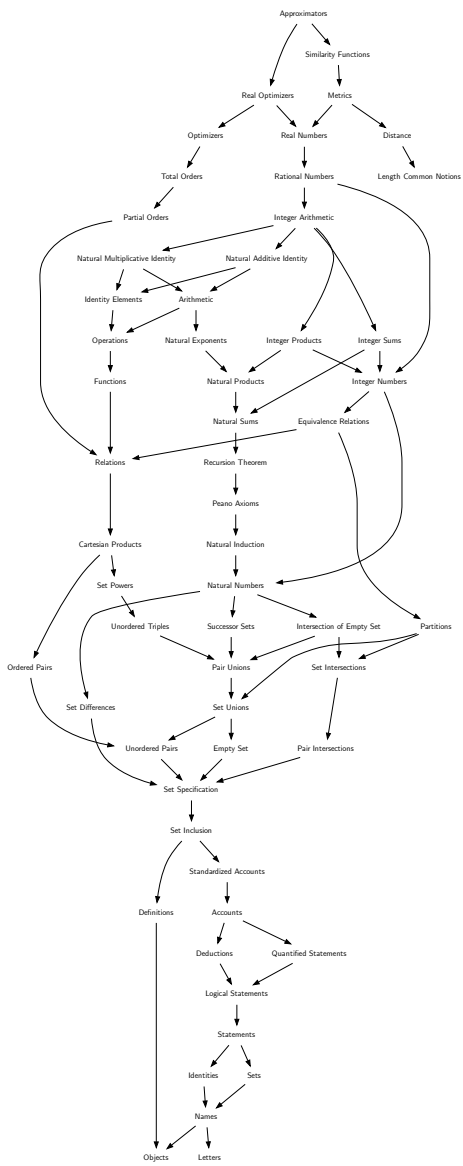 Approximators
Similarity Functions
Real Optimizers
Metrics
Optimizers
Real Numbers
Distance
Total Orders
Rational Numbers
Length Common Notions
Partial Orders
Integer Arithmetic
Natural Multiplicative Identity
Natural Additive Identity
Identity Elements
Arithmetic
Operations
Natural Exponents
Integer Products
Integer Sums
Functions
Natural Products
Integer Numbers
Natural Sums
Equivalence Relations
Relations
Recursion Theorem
Peano Axioms
Cartesian Products
Natural Induction
Set Powers
Natural Numbers
Unordered Triples
Successor Sets
Intersection of Empty Set
Partitions
Ordered Pairs
Pair Unions
Set Intersections
Set Differences
Set Unions
Unordered Pairs
Empty Set
Pair Intersections
Set Specification
Set Inclusion
Standardized Accounts
Definitions
Accounts
Deductions
Quantified Statements
Logical Statements
Statements
Identities
Sets
Names
Objects
Letters